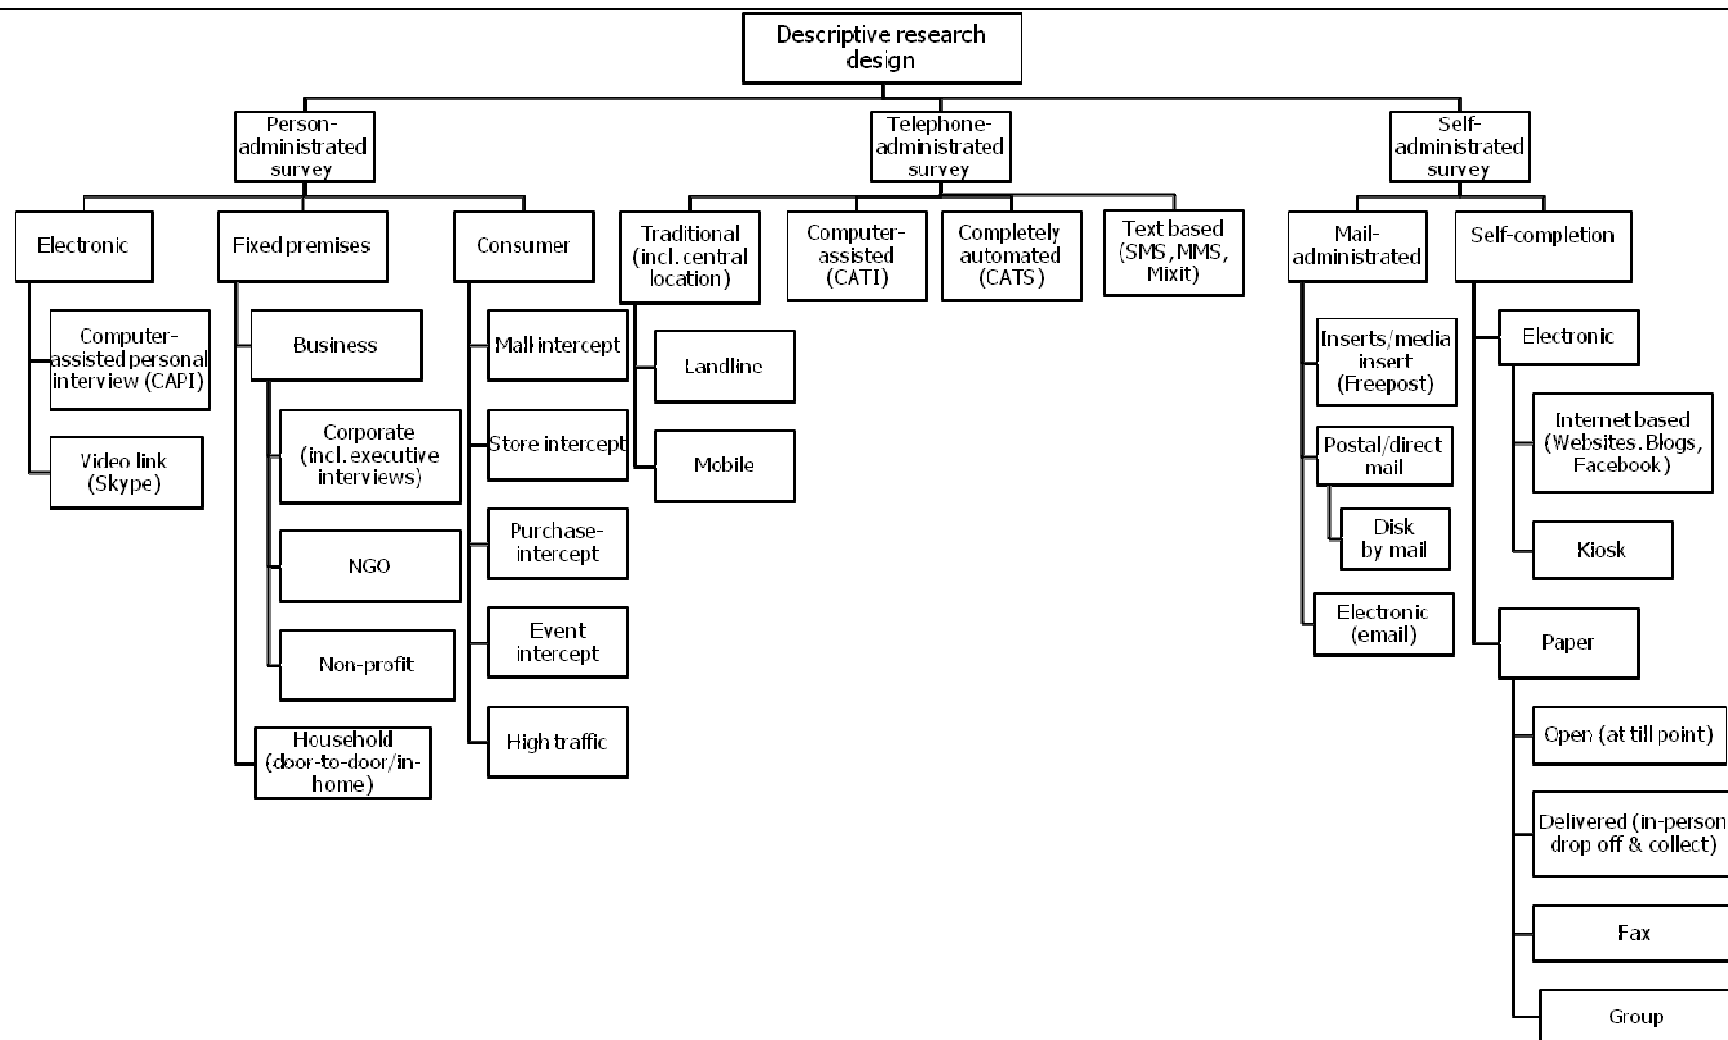 Descriptive research
design
Person-
administrated
survey
Telephone-
administrated
survey
Self-
administrated
survey
Electronic
Fixed premises
Consumer
Traditional
(incl. central
location)
Computer-
assisted
(CATI)
Completely
automated
(CATS)
Text based
(SMS, MMS,
Mixit)
Mail-
administrated
Self-completion
Computer-
assisted personal
interview (CAPI)
Video link
(Skype)
Business
Corporate
(incl. executive
interviews)
NGO
Non-profit
Household
(door-to-door/in-
home)
Mall-intercept
Store intercept
Purchase-
intercept
Event
intercept
High traffic
Landline
Mobile
Inserts/media
insert
(Freepost)
Postal/direct
mail
Disk
by mail
Electronic
(email)
Electronic
Internet based
(Websites. Blogs,
Facebook)
Kiosk
Paper
Open (at till point)
Delivered (in-person
drop off & collect)
Fax
Group